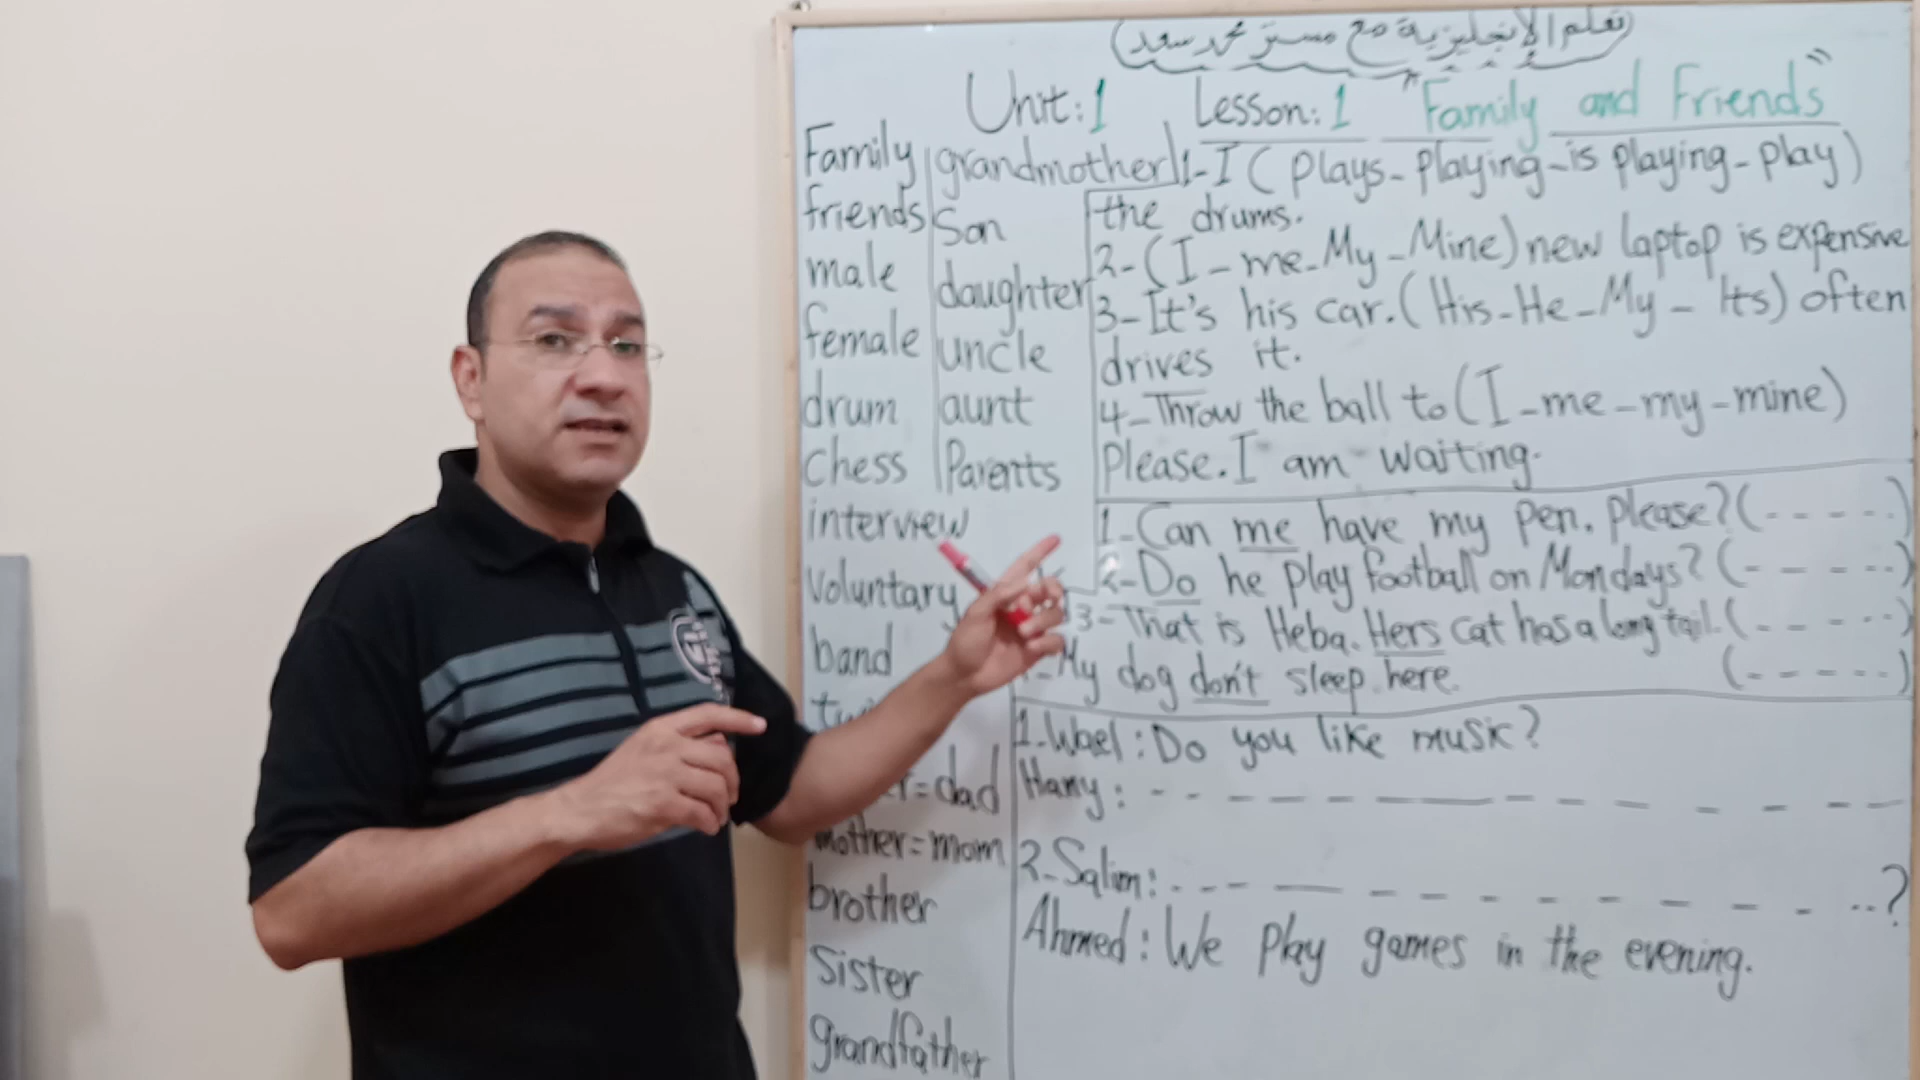 (تعلم الإنجليزية مع مستر محمد سعد)
Unit:1 Lesson:1 "Family and Friends"
Family
friends
male
female
drum
chess
interview
Voluntary
band
=dad
mother=mom
brother
Sister
grandfather
grandmother
Son
daughter
uncle
aunt
Parents
1-I (plays-playing-is playing-play)
the drums.
2-(I-me-My-Mine) new laptop is expensive
3-It's his car.(His-He-My-Its) often
drives it.
4-Throw the ball to (I-me-my-mine)
Please. I am waiting.
1-Can me have my pen, please? (-----)
2-Do he play football on Mondays? (-----)
3-That is Heba. Hers cat has a long tail. (-----)
My dog don't sleep here. (-----)
1-Wael: Do you like music?
Hany: - - - - - - - - - - - -
2-Salim: - - - - - - - - - - - - ..?
Ahmed: We play games in the evening.